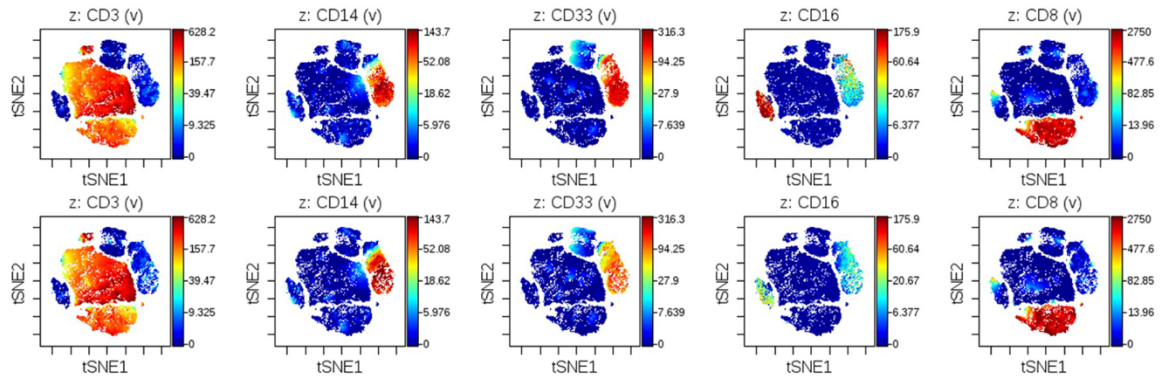 z: CD3 (v)
tSNE2
628.2
157.7
39.47
9.325
0
tSNE1
z: CD14 (v)
tSNE2
143.7
52.08
18.62
5.976
0
tSNE1
z: CD33 (v)
tSNE2
316.3
94.25
27.9
7.639
0
tSNE1
z: CD16
tSNE2
175.9
60.64
20.67
6.377
0
tSNE1
z: CD8 (v)
tSNE2
2750
477.6
82.85
13.96
0
tSNE1
z: CD3 (v)
tSNE2
628.2
157.7
39.47
9.325
0
tSNE1
z: CD14 (v)
tSNE2
143.7
52.08
18.62
5.976
0
tSNE1
z: CD33 (v)
tSNE2
316.3
94.25
27.9
7.639
0
tSNE1
z: CD16
tSNE2
175.9
60.64
20.67
6.377
0
tSNE1
z: CD8 (v)
tSNE2
2750
477.6
82.85
13.96
0
tSNE1